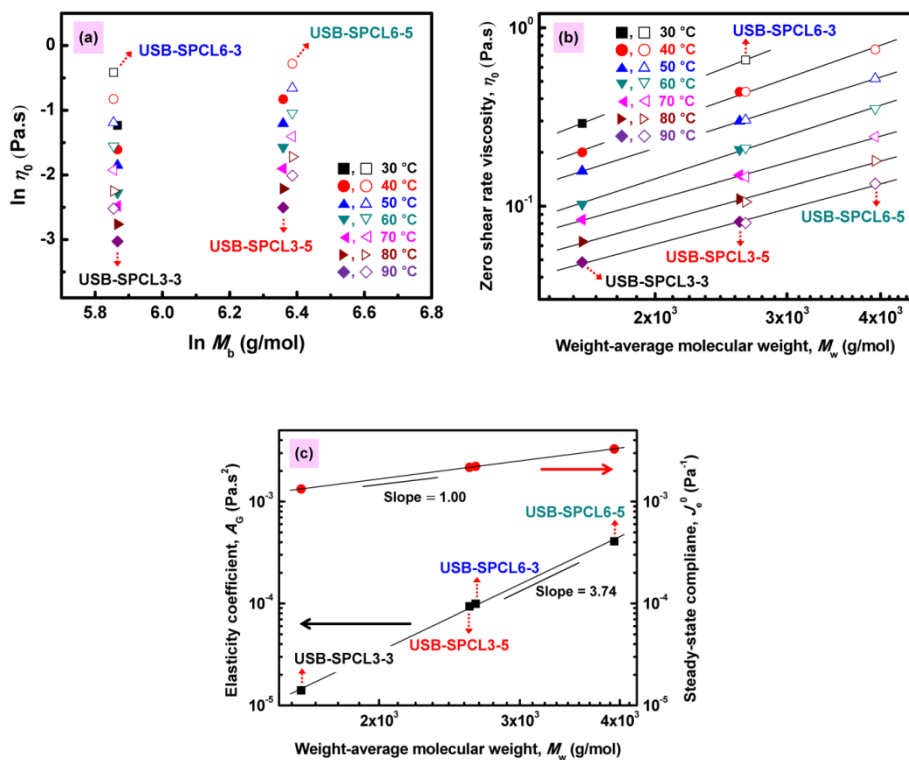 (a)
USB-SPCL6-3
USB-SPCL6-5
ln η₀ (Pa.s)
0
-1
-2
-3
, 30 °C
, 40 °C
, 50 °C
, 60 °C
, 70 °C
, 80 °C
, 90 °C
USB-SPCL3-5
USB-SPCL3-3
5.8 6.0 6.2 6.4 6.6 6.8
ln M_b (g/mol)
(b)
Zero shear rate viscosity, η₀ (Pa.s)
10⁰
10⁻¹
, 30 °C
, 40 °C
, 50 °C
, 60 °C
, 70 °C
, 80 °C
, 90 °C
USB-SPCL6-3
USB-SPCL6-5
USB-SPCL3-5
USB-SPCL3-3
2x10³ 3x10³ 4x10³
Weight-average molecular weight, M_w (g/mol)
(c)
Elasticity coefficient, A_G (Pa.s²)
10⁻³
10⁻⁴
10⁻⁵
Slope = 1.00
USB-SPCL6-5
USB-SPCL6-3
Slope = 3.74
USB-SPCL3-5
USB-SPCL3-3
10⁻³
10⁻⁴
10⁻⁵
Steady-state compliane, J_e⁰ (Pa⁻¹)
2x10³ 3x10³ 4x10³
Weight-average molecular weight, M_w (g/mol)